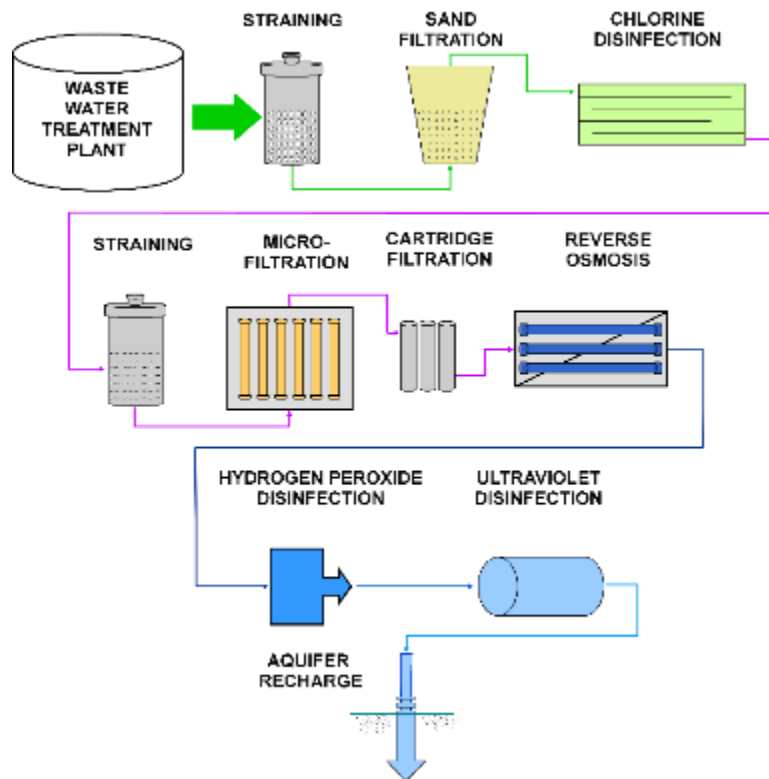 STRAINING
SAND
FILTRATION
CHLORINE
DISINFECTION
WASTE
WATER
TREATMENT
PLANT
STRAINING
MICRO-
FILTRATION
CARTRIDGE
FILTRATION
REVERSE
OSMOSIS
HYDROGEN PEROXIDE
DISINFECTION
ULTRAVIOLET
DISINFECTION
AQUIFER
RECHARGE